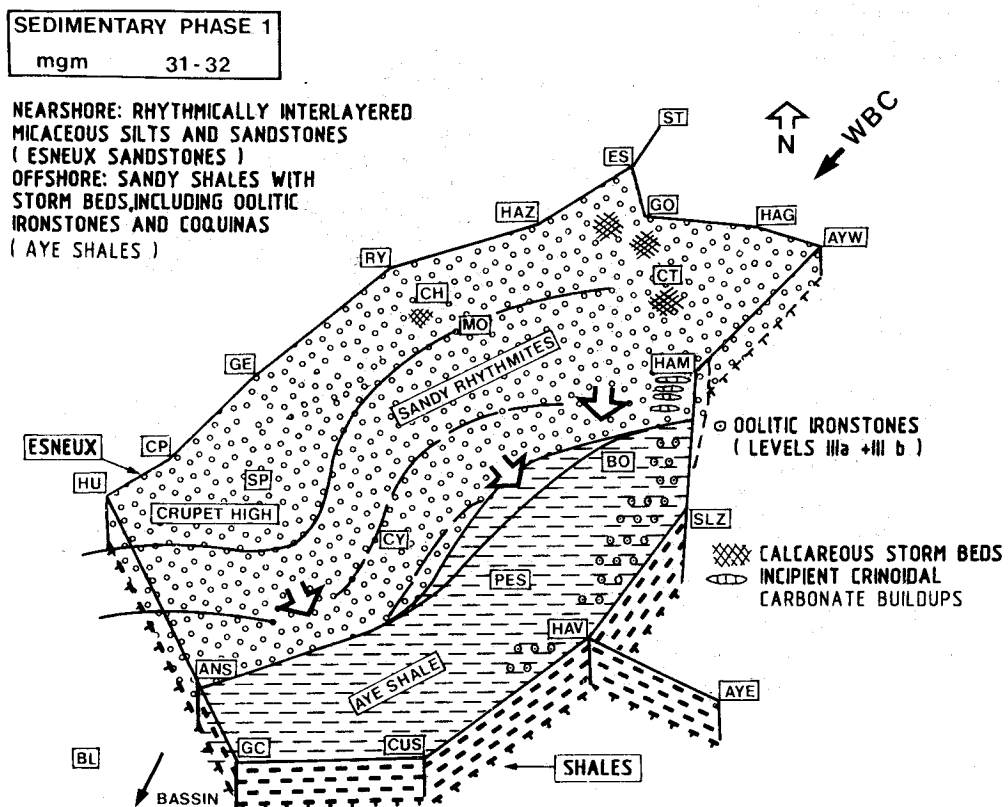 SEDIMENTARY PHASE 1
mgm 31-32
NEARSHORE: RHYTHMICALLY INTERLAYERED
MICACEOUS SILTS AND SANDSTONES
( ESNEUX SANDSTONES )
OFFSHORE: SANDY SHALES WITH
STORM BEDS,INCLUDING OOLITIC
IRONSTONES AND COQUINAS
( AYE SHALES )
ST
N
WBC
ES
HAZ
GO
HAG
AYW
RY
CH
CT
MO
GE
SANDY RHYTHMITES
HAM
OOLITIC IRONSTONES
( LEVELS IIIa +III b )
ESNEUX
CP
HU
SP
BO
CRUPET HIGH
SLZ
CY
CALCAREOUS STORM BEDS
PES
INCIPIENT CRINOIDAL
CARBONATE BUILDUPS
HAV
ANS
AYE SHALE
AYE
BL
GC
CUS
SHALES
BASSIN